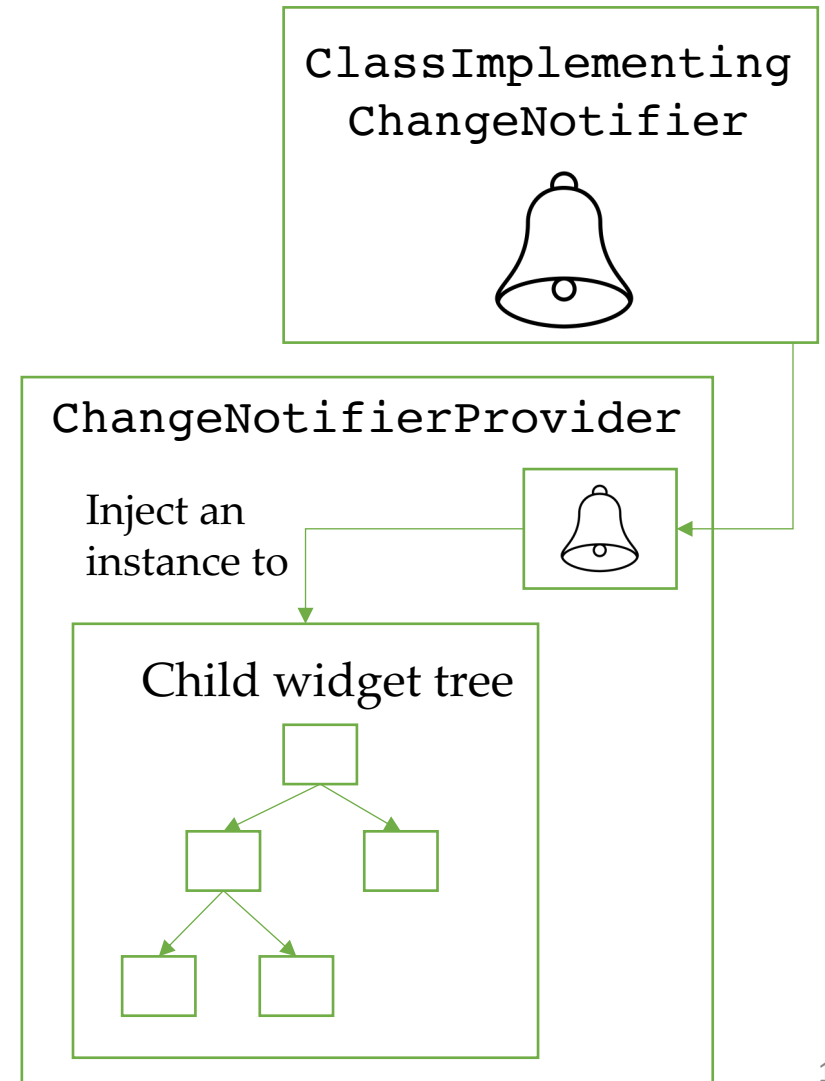 ClassImplementing
ChangeNotifier
ChangeNotifierProvider
Inject an
instance to
Child widget tree